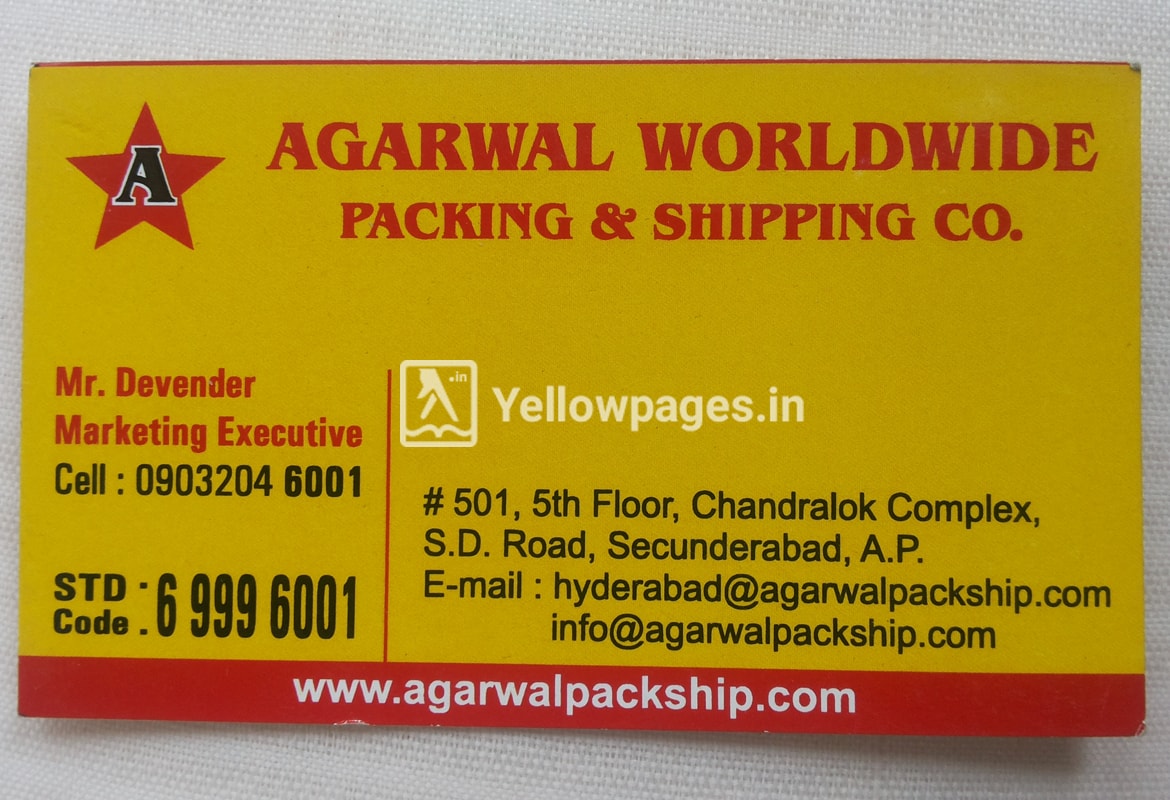 A
AGARWAL WORLDWIDE
PACKING & SHIPPING CO.
Mr. Devender
Marketing Executive
Cell : 0903204 6001
STD Code : 6 999 6001
.in
Yellowpages.in
# 501, 5th Floor, Chandralok Complex,
S.D. Road, Secunderabad, A.P.
E-mail : hyderabad@agarwalpackship.com
info@agarwalpackship.com
www.agarwalpackship.com